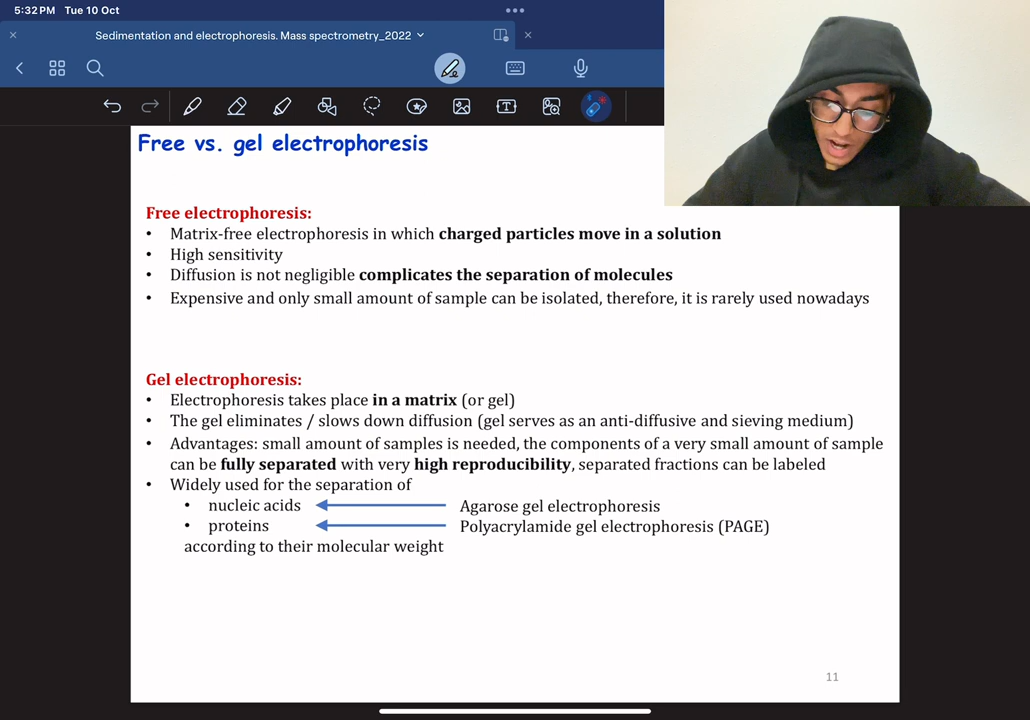 5:32 PM Tue 10 Oct
Sedimentation and electrophoresis. Mass spectrometry_2022
Free vs. gel electrophoresis
Free electrophoresis:
• Matrix-free electrophoresis in which charged particles move in a solution
• High sensitivity
• Diffusion is not negligible complicates the separation of molecules
• Expensive and only small amount of sample can be isolated, therefore, it is rarely used nowadays
Gel electrophoresis:
• Electrophoresis takes place in a matrix (or gel)
• The gel eliminates / slows down diffusion (gel serves as an anti-diffusive and sieving medium)
• Advantages: small amount of samples is needed, the components of a very small amount of sample
can be fully separated with very high reproducibility, separated fractions can be labeled
• Widely used for the separation of
• nucleic acids Agarose gel electrophoresis
• proteins Polyacrylamide gel electrophoresis (PAGE)
according to their molecular weight
11